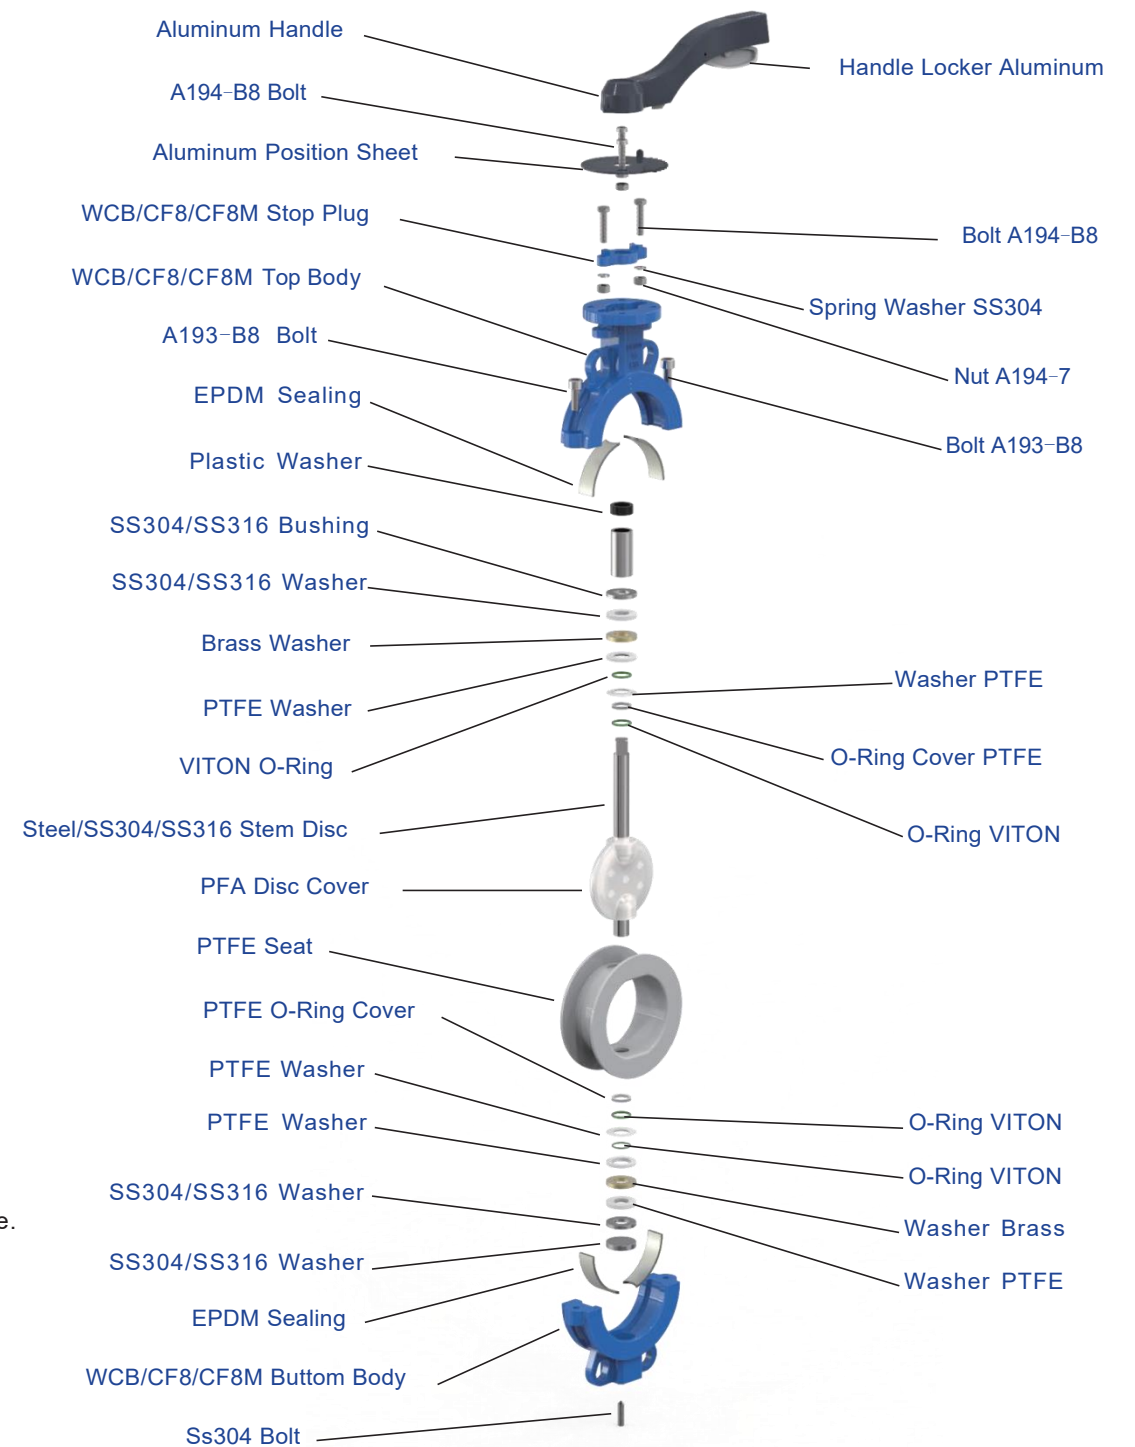 Aluminum Handle
Handle Locker Aluminum
A194-B8 Bolt
Aluminum Position Sheet
WCB/CF8/CF8M Stop Plug
Bolt A194-B8
WCB/CF8/CF8M Top Body
Spring Washer SS304
A193-B8 Bolt
Nut A194-7
EPDM Sealing
Bolt A193-B8
Plastic Washer
SS304/SS316 Bushing
SS304/SS316 Washer
Brass Washer
Washer PTFE
PTFE Washer
O-Ring Cover PTFE
VITON O-Ring
Steel/SS304/SS316 Stem Disc
O-Ring VITON
PFA Disc Cover
PTFE Seat
PTFE O-Ring Cover
PTFE Washer
PTFE Washer
O-Ring VITON
O-Ring VITON
SS304/SS316 Washer
e.
Washer Brass
SS304/SS316 Washer
Washer PTFE
EPDM Sealing
WCB/CF8/CF8M Buttom Body
Ss304 Bolt